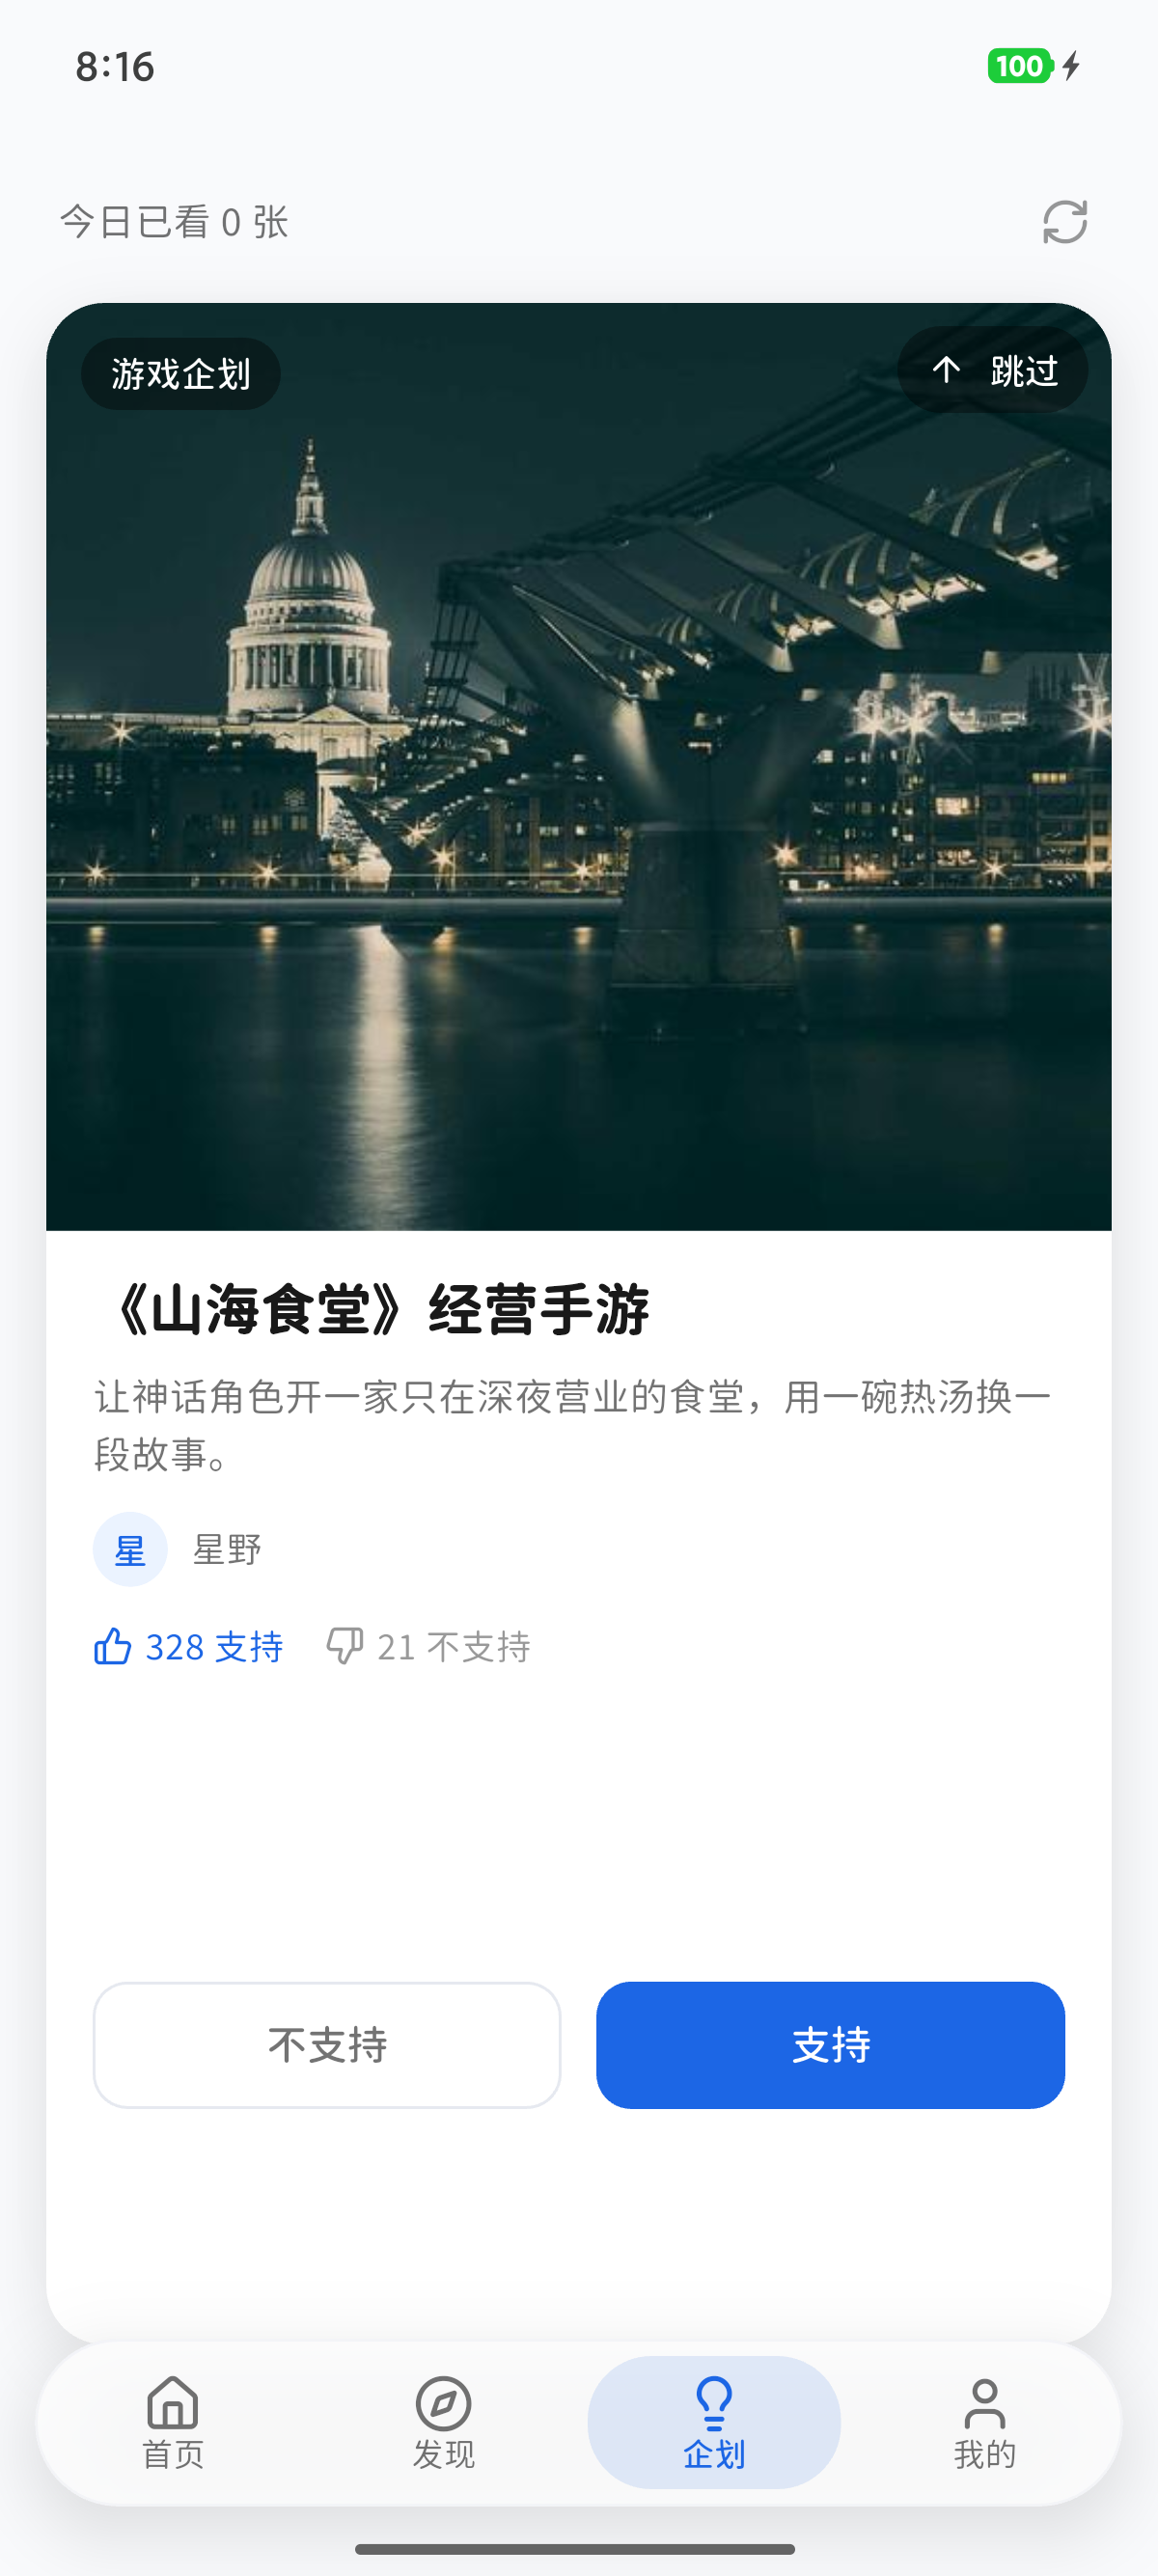 8:16
100
今日已看 0 张
游戏企划
跳过
《山海食堂》经营手游
让神话角色开一家只在深夜营业的食堂，用一碗热汤换一
段故事。
星 星野
328 支持 21 不支持
不支持 支持
首页 发现 企划 我的